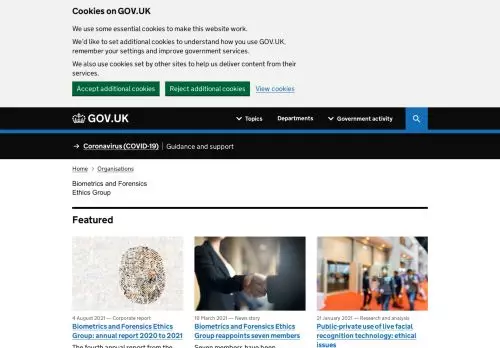 Cookies on GOV.UK
We use some essential cookies to make this website work.
We'd like to set additional cookies to understand how you use GOV.UK,
remember your settings and improve government services.
We also use cookies set by other sites to help us deliver content from their
services.
Accept additional cookies Reject additional cookies View cookies
GOV.UK Topics Departments Government activity
→ Coronavirus (COVID-19) Guidance and support
Home > Organisations
Biometrics and Forensics
Ethics Group
Featured
4 August 2021 — Corporate report
Biometrics and Forensics Ethics
Group: annual report 2020 to 2021
The fourth annual report from the
19 March 2021 — News story
Biometrics and Forensics Ethics
Group reappoints seven members
Seven members have been
21 January 2021 — Research and analysis
Public-private use of live facial
recognition technology: ethical
issues